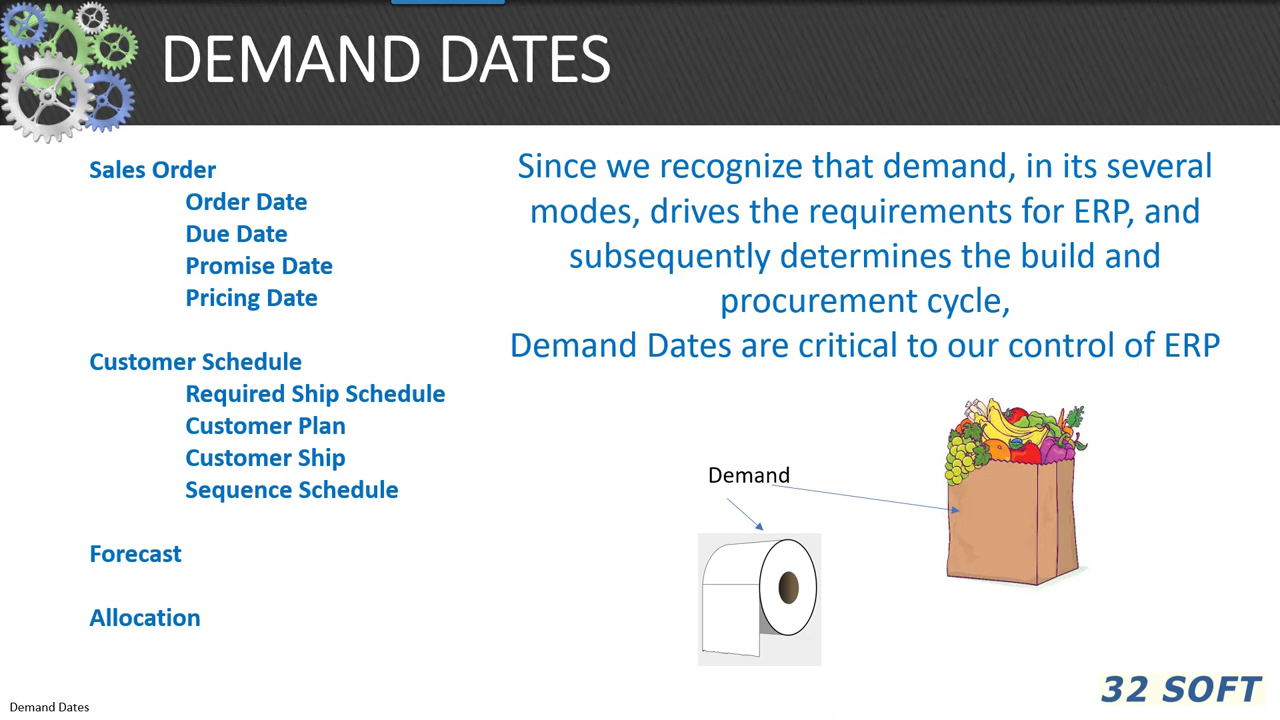 DEMAND DATES
Sales Order
Order Date
Due Date
Promise Date
Pricing Date
Customer Schedule
Required Ship Schedule
Customer Plan
Customer Ship
Sequence Schedule
Forecast
Allocation
Since we recognize that demand, in its several
modes, drives the requirements for ERP, and
subsequently determines the build and
procurement cycle,
Demand Dates are critical to our control of ERP
Demand
32 SOFT
Demand Dates